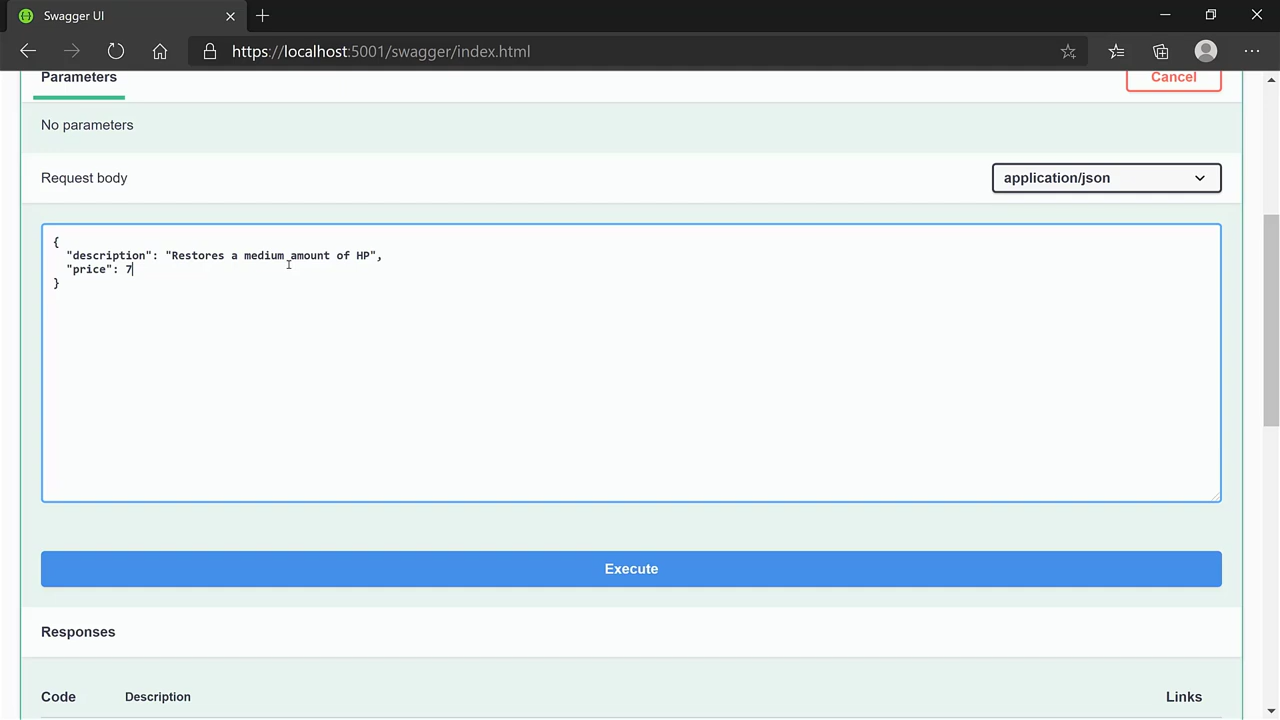 Swagger UI
https://localhost:5001/swagger/index.html
Parameters
Cancel
No parameters
Request body
application/json
{
"description": "Restores a medium amount of HP",
"price": 7
}
Execute
Responses
Code Description Links